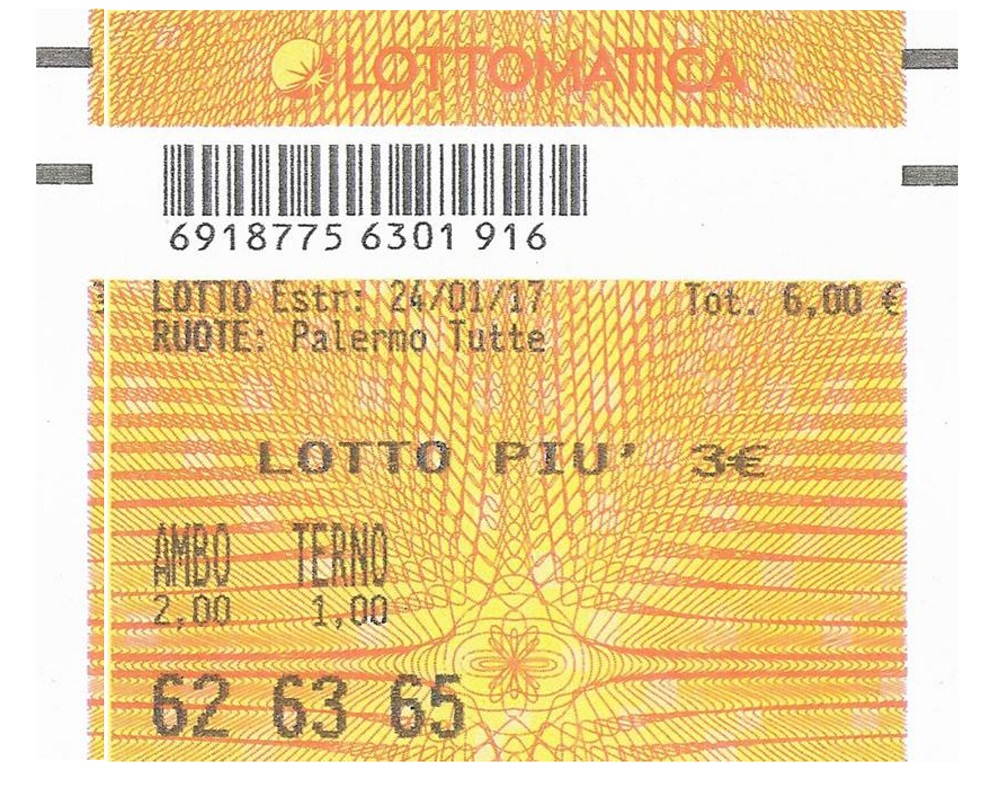 LOTTOMATICA
6918775 6301 916
LOTTO Estr: 24/01/17 Tot. 6,00 €
RUOTE: Palermo Tutte
LOTTO PIU' 3€
AMBO TERNO
2,00 1,00
62 63 65